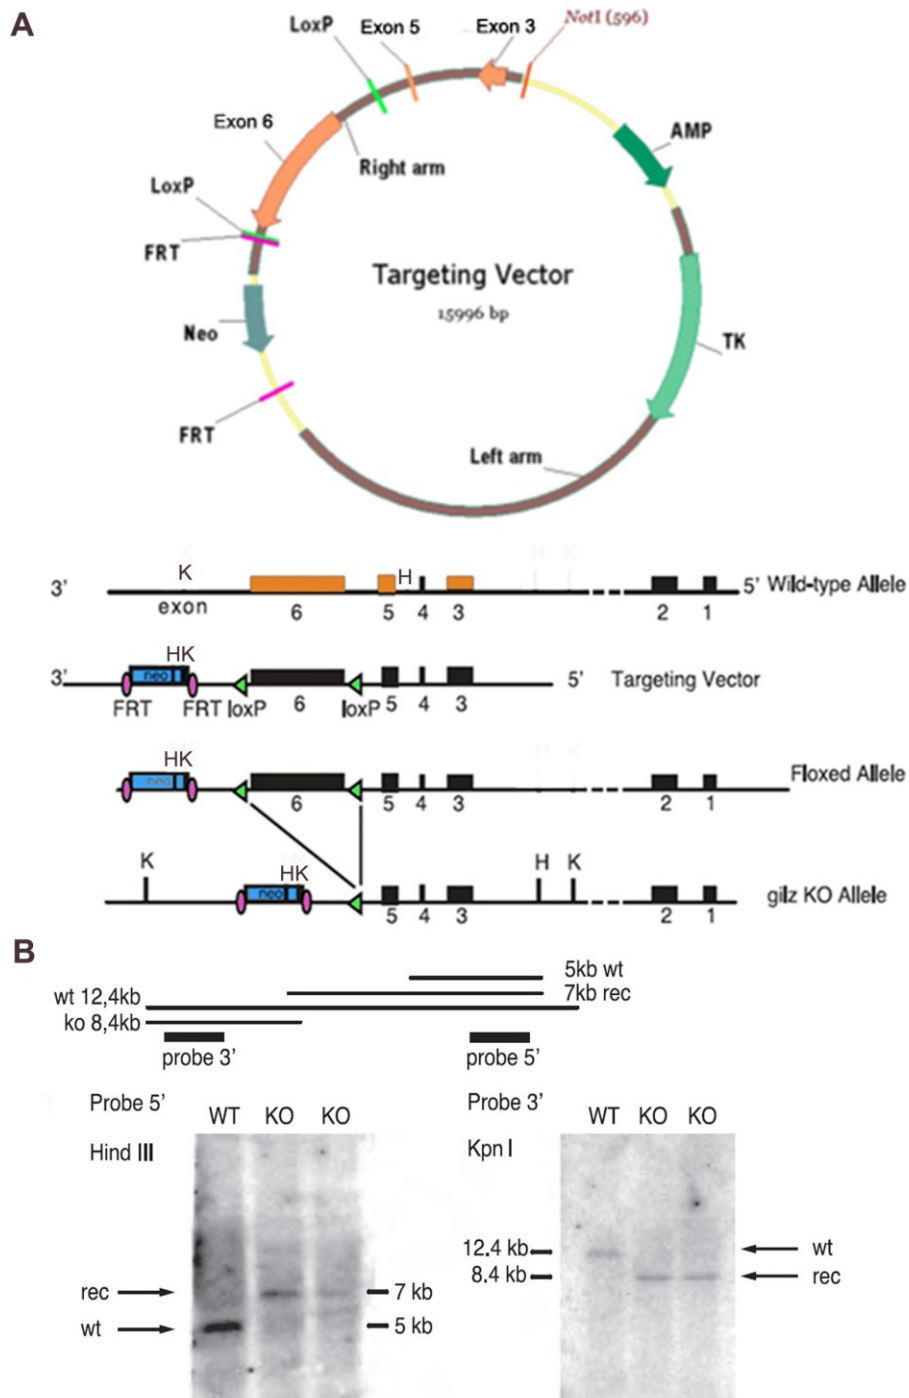 A
LoxP
Exon 5
Exon 3
NotI (596)
Exon 6
AMP
Right arm
LoxP
FRT
Targeting Vector
15996 bp
Neo
TK
FRT
Left arm
K
H
K
3'
K
H
5'
Wild-type Allele
exon
6
5
4
3
2
1
HK
3'
neo
5'
Targeting Vector
FRT
FRT
loxP
6
loxP
5
4
3
HK
H
K
neo
Floxed Allele
6
5
4
3
2
1
K
HK
H
K
neo
gilz KO Allele
5
4
3
2
1
B
5kb wt
7kb rec
wt 12,4kb
ko 8,4kb
probe 3'
probe 5'
Probe 5'
WT KO KO
Hind III
rec
7 kb
wt
5 kb
Probe 3'
WT KO KO
Kpn I
12.4 kb
wt
8.4 kb
rec